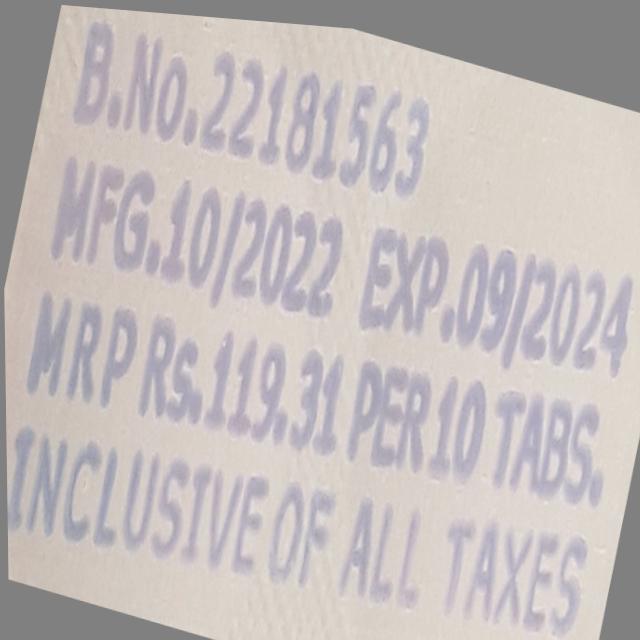 B.No.22181563
MFG.10/2022 EXP.09/2024
MRP Rs.119.31 PER 10 TABS.
INCLUSIVE OF ALL TAXES